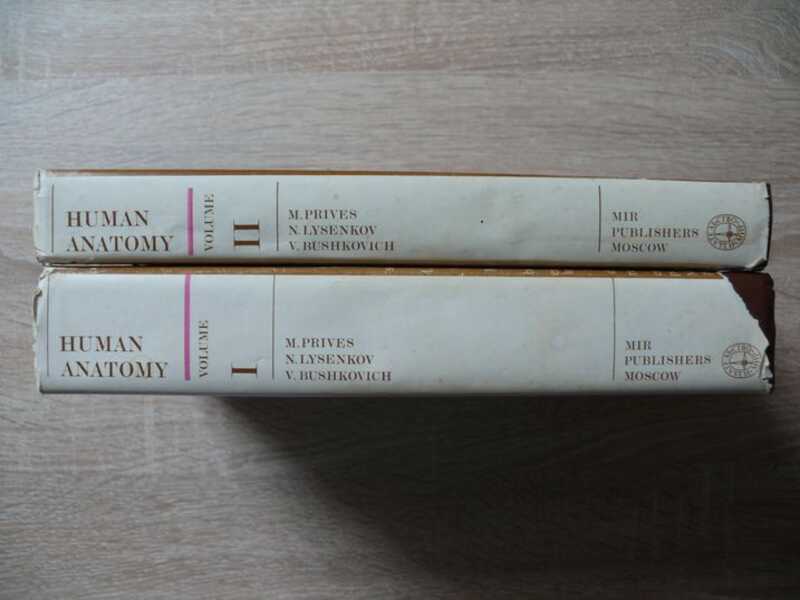 HUMAN
ANATOMY
VOLUME
II
M. PRIVES
N. LYSENKOV
V. BUSHKOVICH
MIR
PUBLISHERS
MOSCOW
HUMAN
ANATOMY
VOLUME
I
M. PRIVES
N. LYSENKOV
V. BUSHKOVICH
MIR
PUBLISHERS
MOSCOW